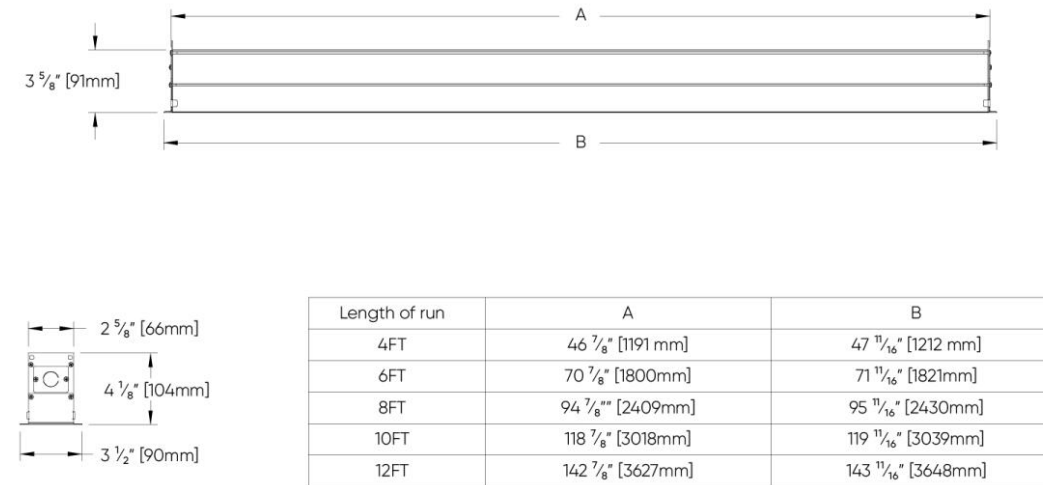 A
3 5/8" [91mm]
B
2 5/8" [66mm]
4 1/8" [104mm]
3 1/2" [90mm]
Length of run A B
4FT 46 7/8" [1191 mm] 47 11/16" [1212 mm]
6FT 70 7/8" [1800mm] 71 11/16" [1821mm]
8FT 94 7/8"" [2409mm] 95 11/16" [2430mm]
10FT 118 7/8" [3018mm] 119 11/16" [3039mm]
12FT 142 7/8" [3627mm] 143 11/16" [3648mm]